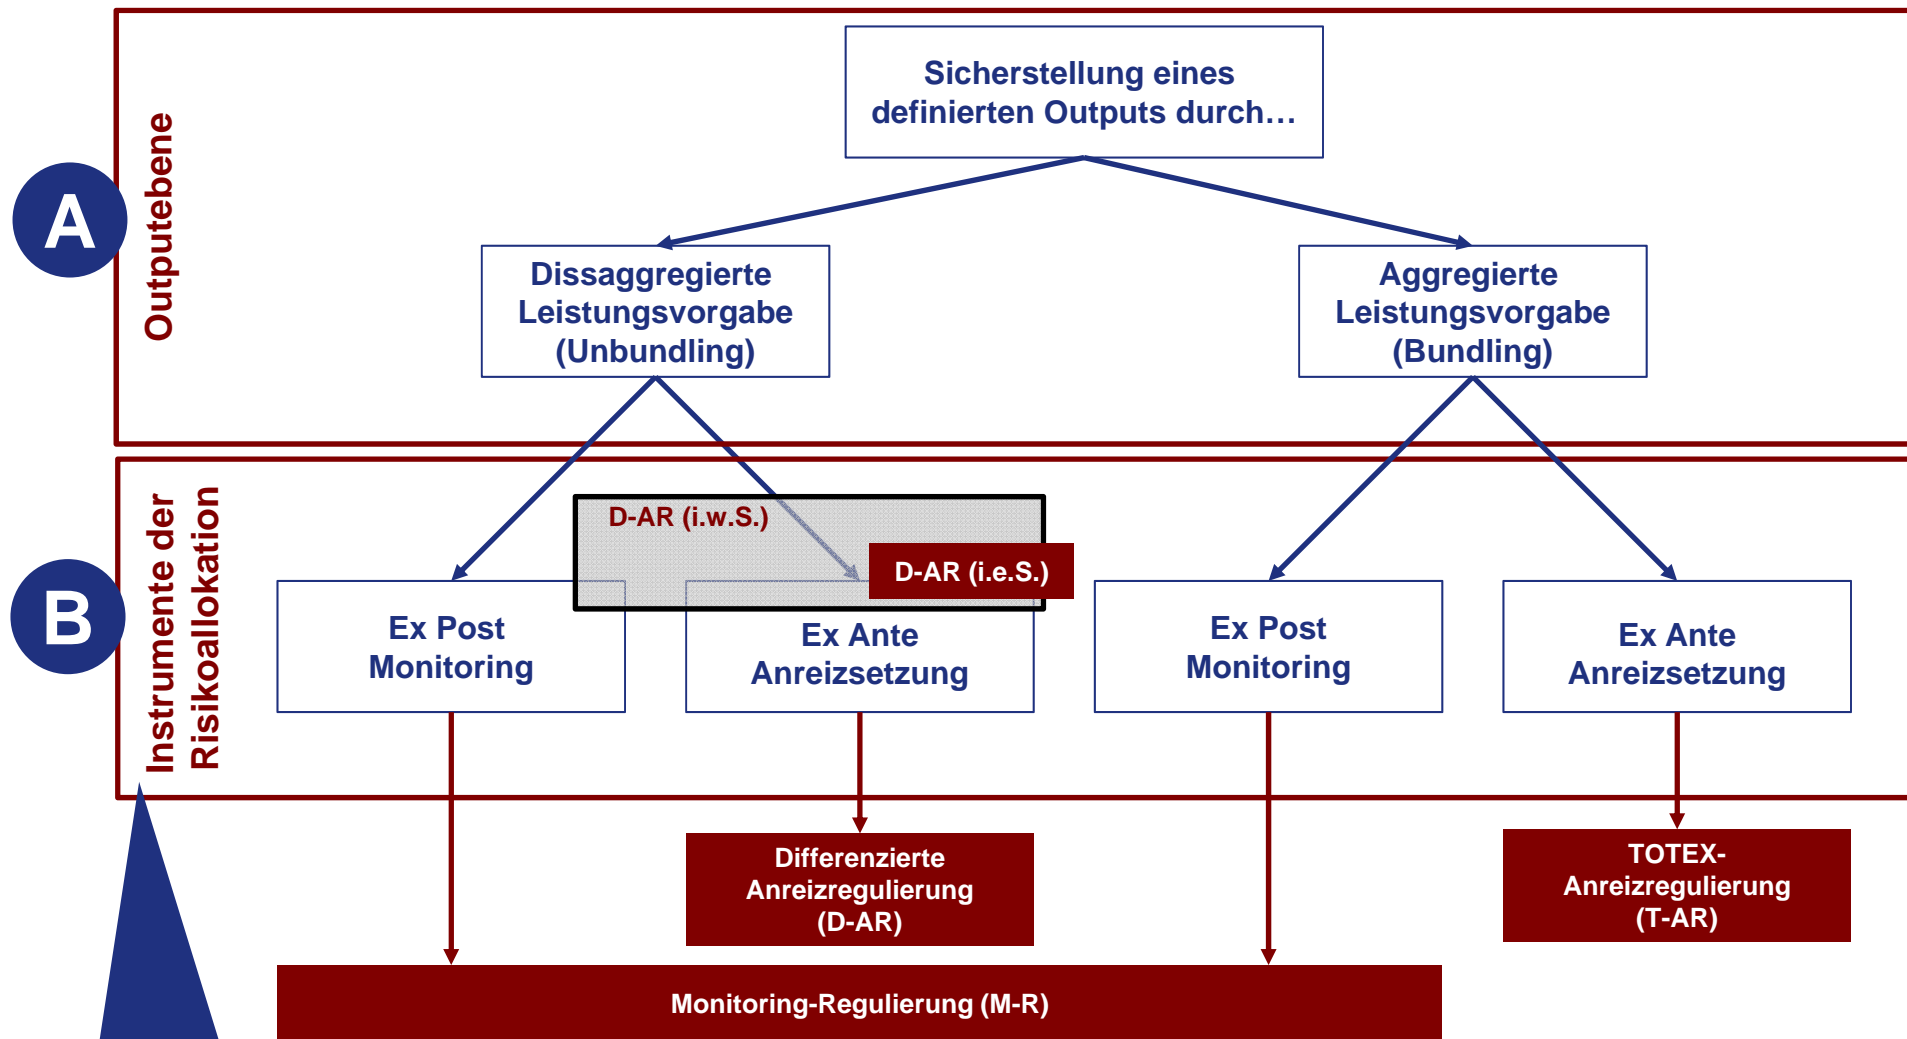 Sicherstellung eines
definierten Outputs durch…
A
Outputebene
Dissaggregierte
Leistungsvorgabe
(Unbundling)
Aggregierte
Leistungsvorgabe
(Bundling)
B
Instrumente der
Risikoallokation
D-AR (i.w.S.)
D-AR (i.e.S.)
Ex Post
Monitoring
Ex Ante
Anreizsetzung
Ex Post
Monitoring
Ex Ante
Anreizsetzung
Differenzierte
Anreizregulierung
(D-AR)
TOTEX-
Anreizregulierung
(T-AR)
Monitoring-Regulierung (M-R)